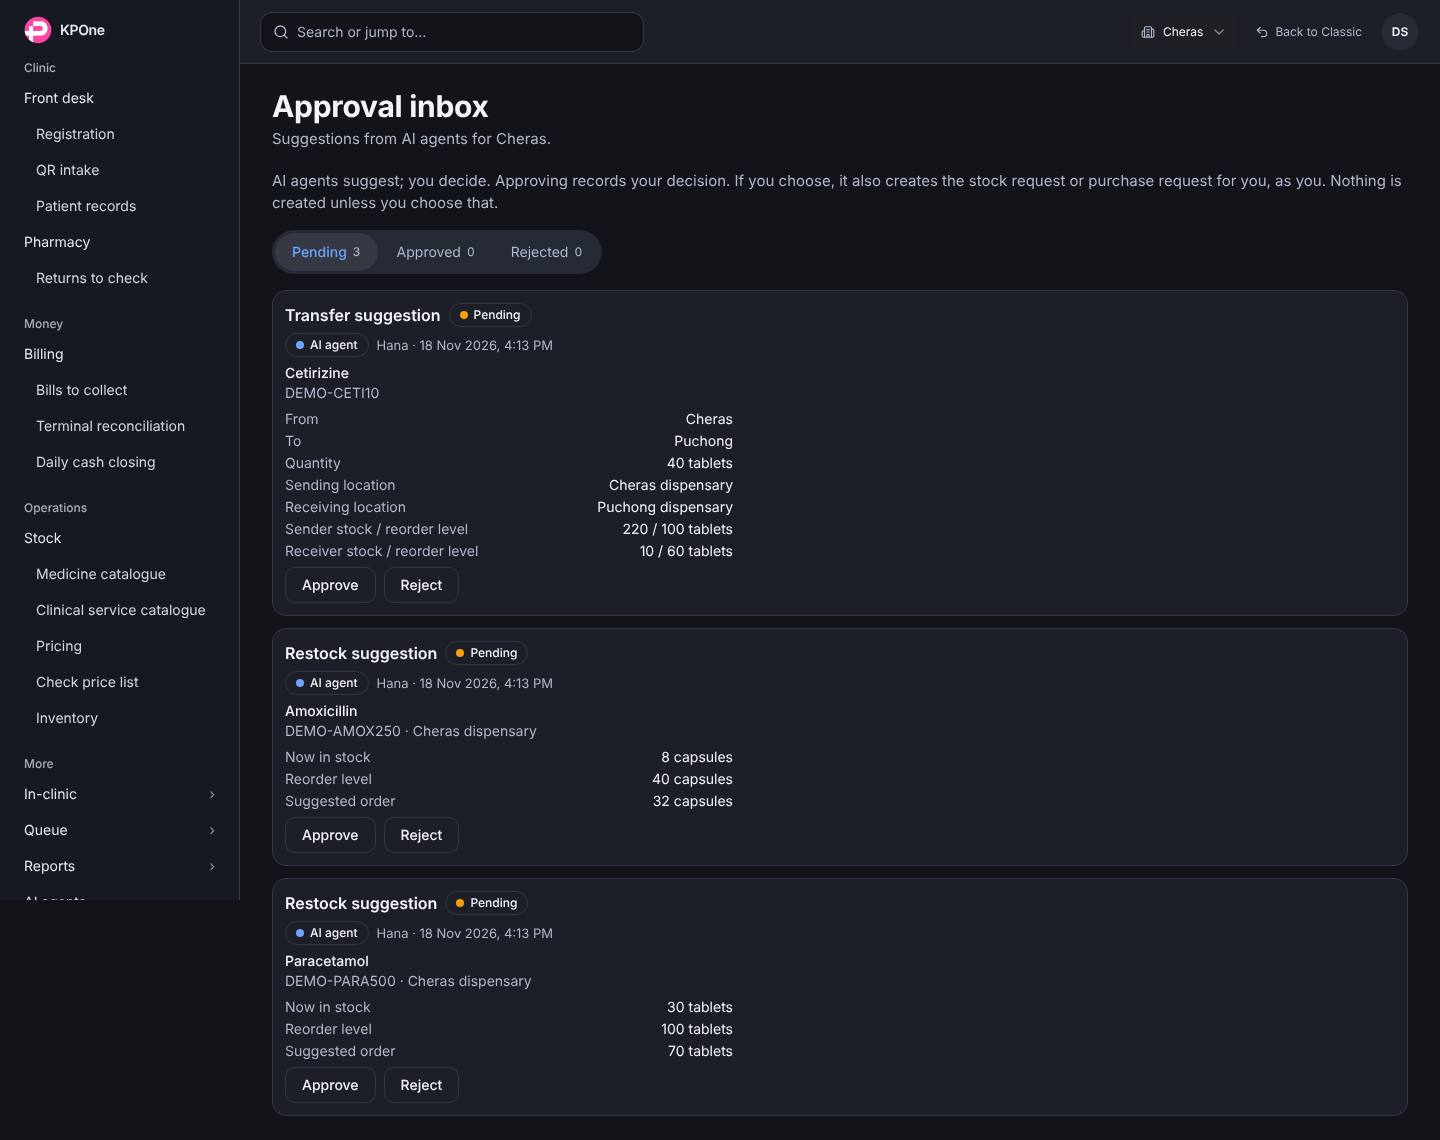 KPOne
Clinic
Front desk
Registration
QR intake
Patient records
Pharmacy
Returns to check
Money
Billing
Bills to collect
Terminal reconciliation
Daily cash closing
Operations
Stock
Medicine catalogue
Clinical service catalogue
Pricing
Check price list
Inventory
More
In-clinic
Queue
Reports
AI agents
Search or jump to...
Cheras
Back to Classic
DS
Approval inbox
Suggestions from AI agents for Cheras.
AI agents suggest; you decide. Approving records your decision. If you choose, it also creates the stock request or purchase request for you, as you. Nothing is
created unless you choose that.
Pending 3 Approved 0 Rejected 0
Transfer suggestion Pending
AI agent Hana · 18 Nov 2026, 4:13 PM
Cetirizine
DEMO-CETI10
From Cheras
To Puchong
Quantity 40 tablets
Sending location Cheras dispensary
Receiving location Puchong dispensary
Sender stock / reorder level 220 / 100 tablets
Receiver stock / reorder level 10 / 60 tablets
Approve Reject
Restock suggestion Pending
AI agent Hana · 18 Nov 2026, 4:13 PM
Amoxicillin
DEMO-AMOX250 · Cheras dispensary
Now in stock 8 capsules
Reorder level 40 capsules
Suggested order 32 capsules
Approve Reject
Restock suggestion Pending
AI agent Hana · 18 Nov 2026, 4:13 PM
Paracetamol
DEMO-PARA500 · Cheras dispensary
Now in stock 30 tablets
Reorder level 100 tablets
Suggested order 70 tablets
Approve Reject